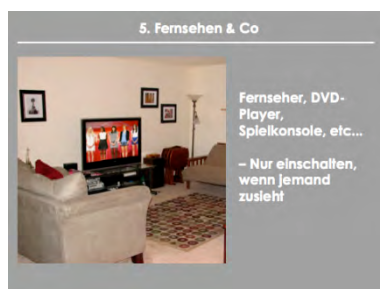 5. Fernsehen & Co
Fernseher, DVD-
Player,
Spielkonsole, etc...
– Nur einschalten,
wenn jemand
zusieht